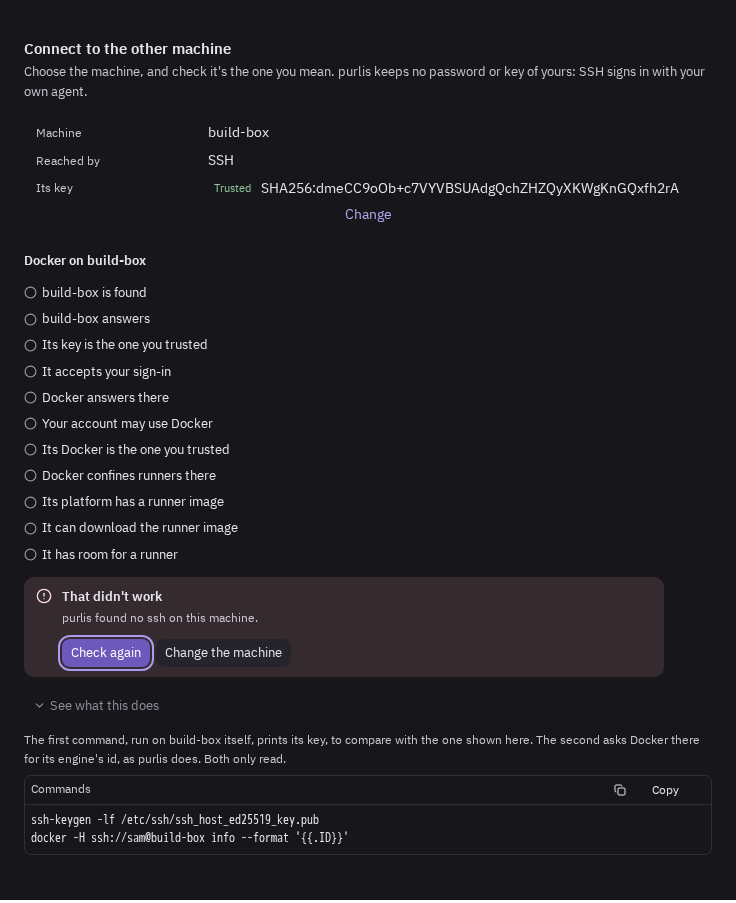 Connect to the other machine
Choose the machine, and check it's the one you mean. purlis keeps no password or key of yours: SSH signs in with your
own agent.
Machine build-box
Reached by SSH
Its key Trusted SHA256:dmeCC9oOb+c7VYVBSUAdgQchZHZQyXKWgKnGQxfh2rA
Change
Docker on build-box
build-box is found
build-box answers
Its key is the one you trusted
It accepts your sign-in
Docker answers there
Your account may use Docker
Its Docker is the one you trusted
Docker confines runners there
Its platform has a runner image
It can download the runner image
It has room for a runner
That didn't work
purlis found no ssh on this machine.
Check again Change the machine
See what this does
The first command, run on build-box itself, prints its key, to compare with the one shown here. The second asks Docker there
for its engine's id, as purlis does. Both only read.
Commands Copy
ssh-keygen -lf /etc/ssh/ssh_host_ed25519_key.pub
docker -H ssh://sam@build-box info --format '{{.ID}}'